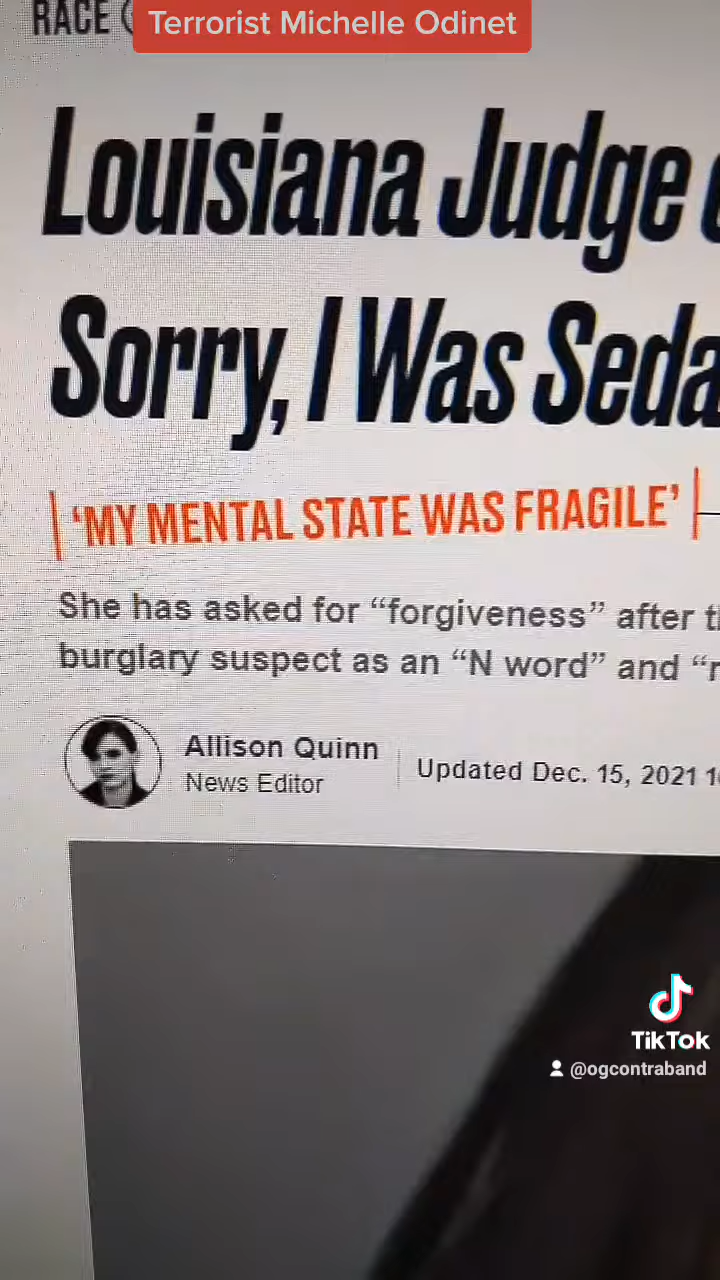 RACE
Terrorist Michelle Odinet
Louisiana Judge
Sorry, I Was Seda
‘MY MENTAL STATE WAS FRAGILE’
She has asked for “forgiveness” after
burglary suspect as an “N word” and
Allison Quinn
News Editor
Updated Dec. 15, 2021
TikTok
@ogcontraband